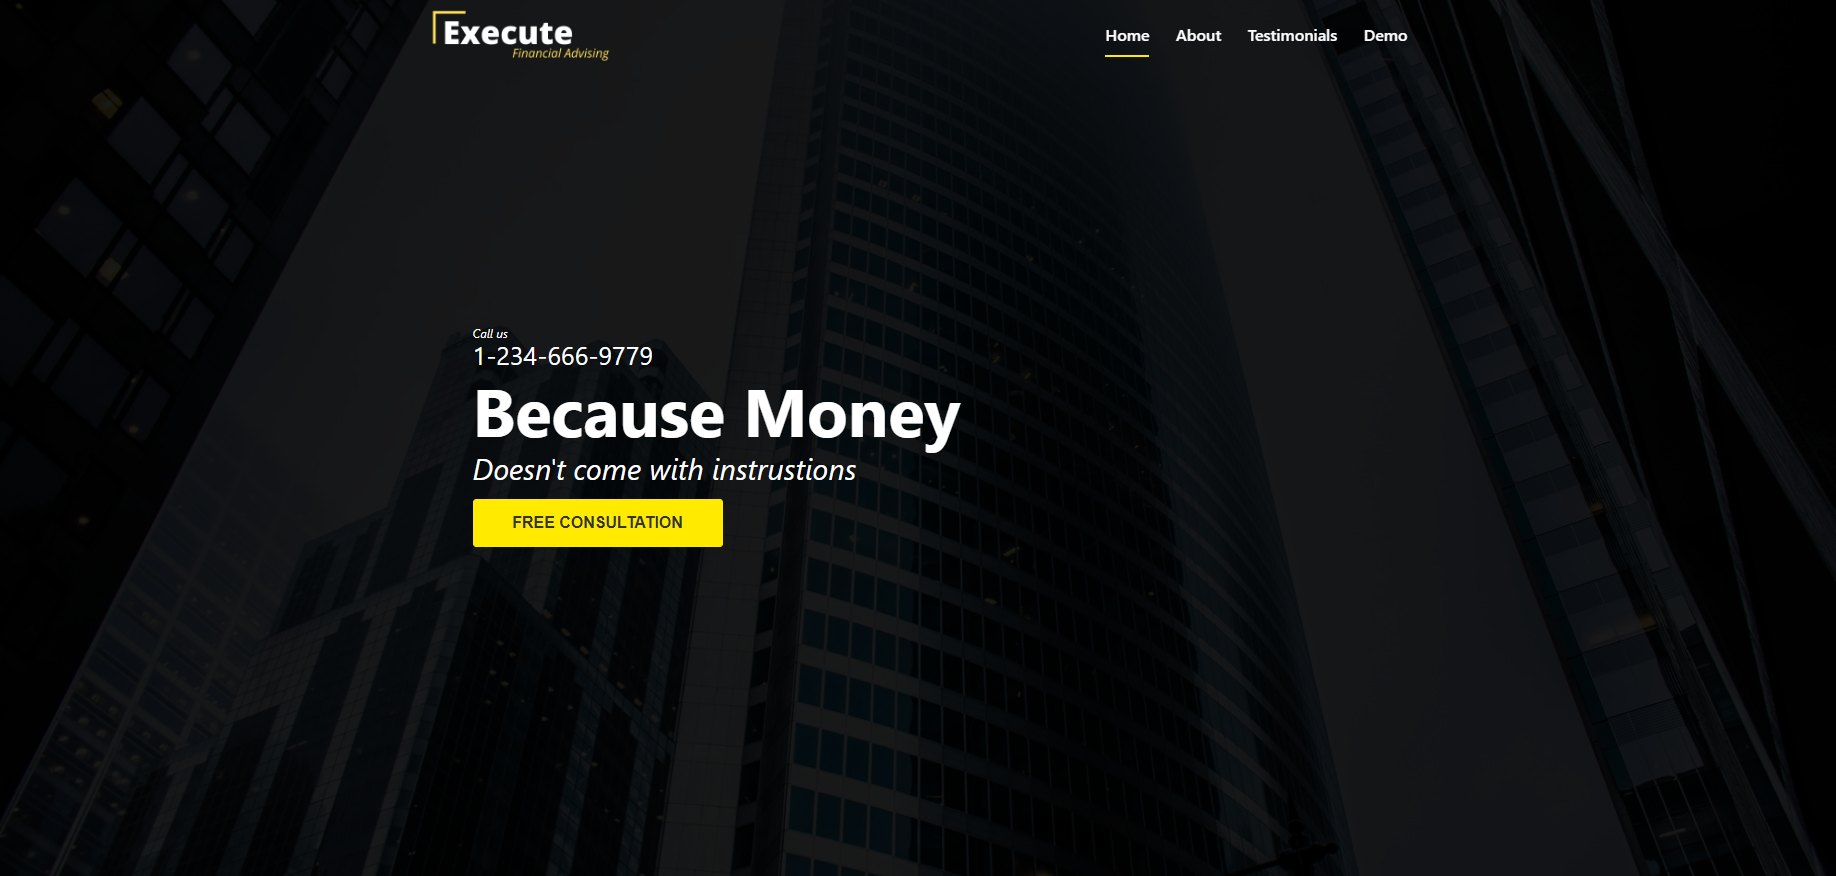 Execute
Financial Advising
Home About Testimonials Demo
Call us
1-234-666-9779
Because Money
Doesn't come with instrustions
FREE CONSULTATION